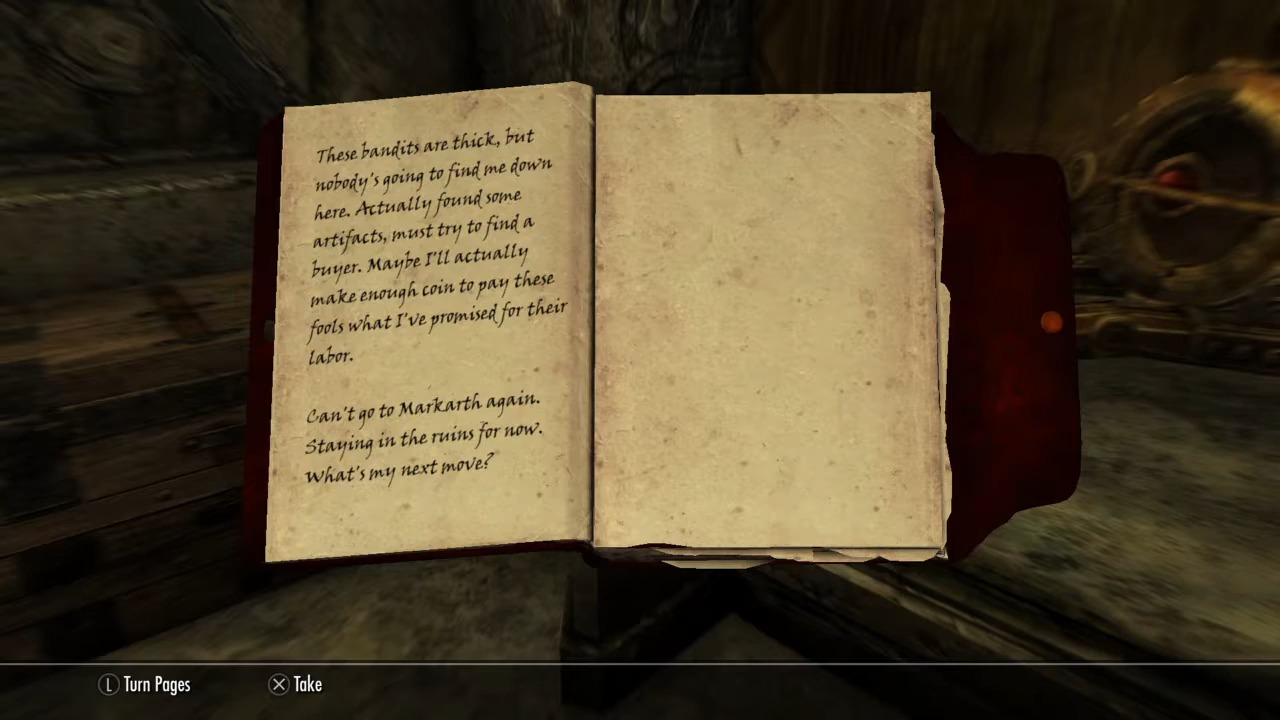 These bandits are thick, but
nobody's going to find me down
here. Actually found some
artifacts, must try to find a
buyer. Maybe I'll actually
make enough coin to pay these
fools what I've promised for their
labor.
Can't go to Markarth again.
Staying in the ruins for now.
What's my next move?
L Turn Pages
X Take